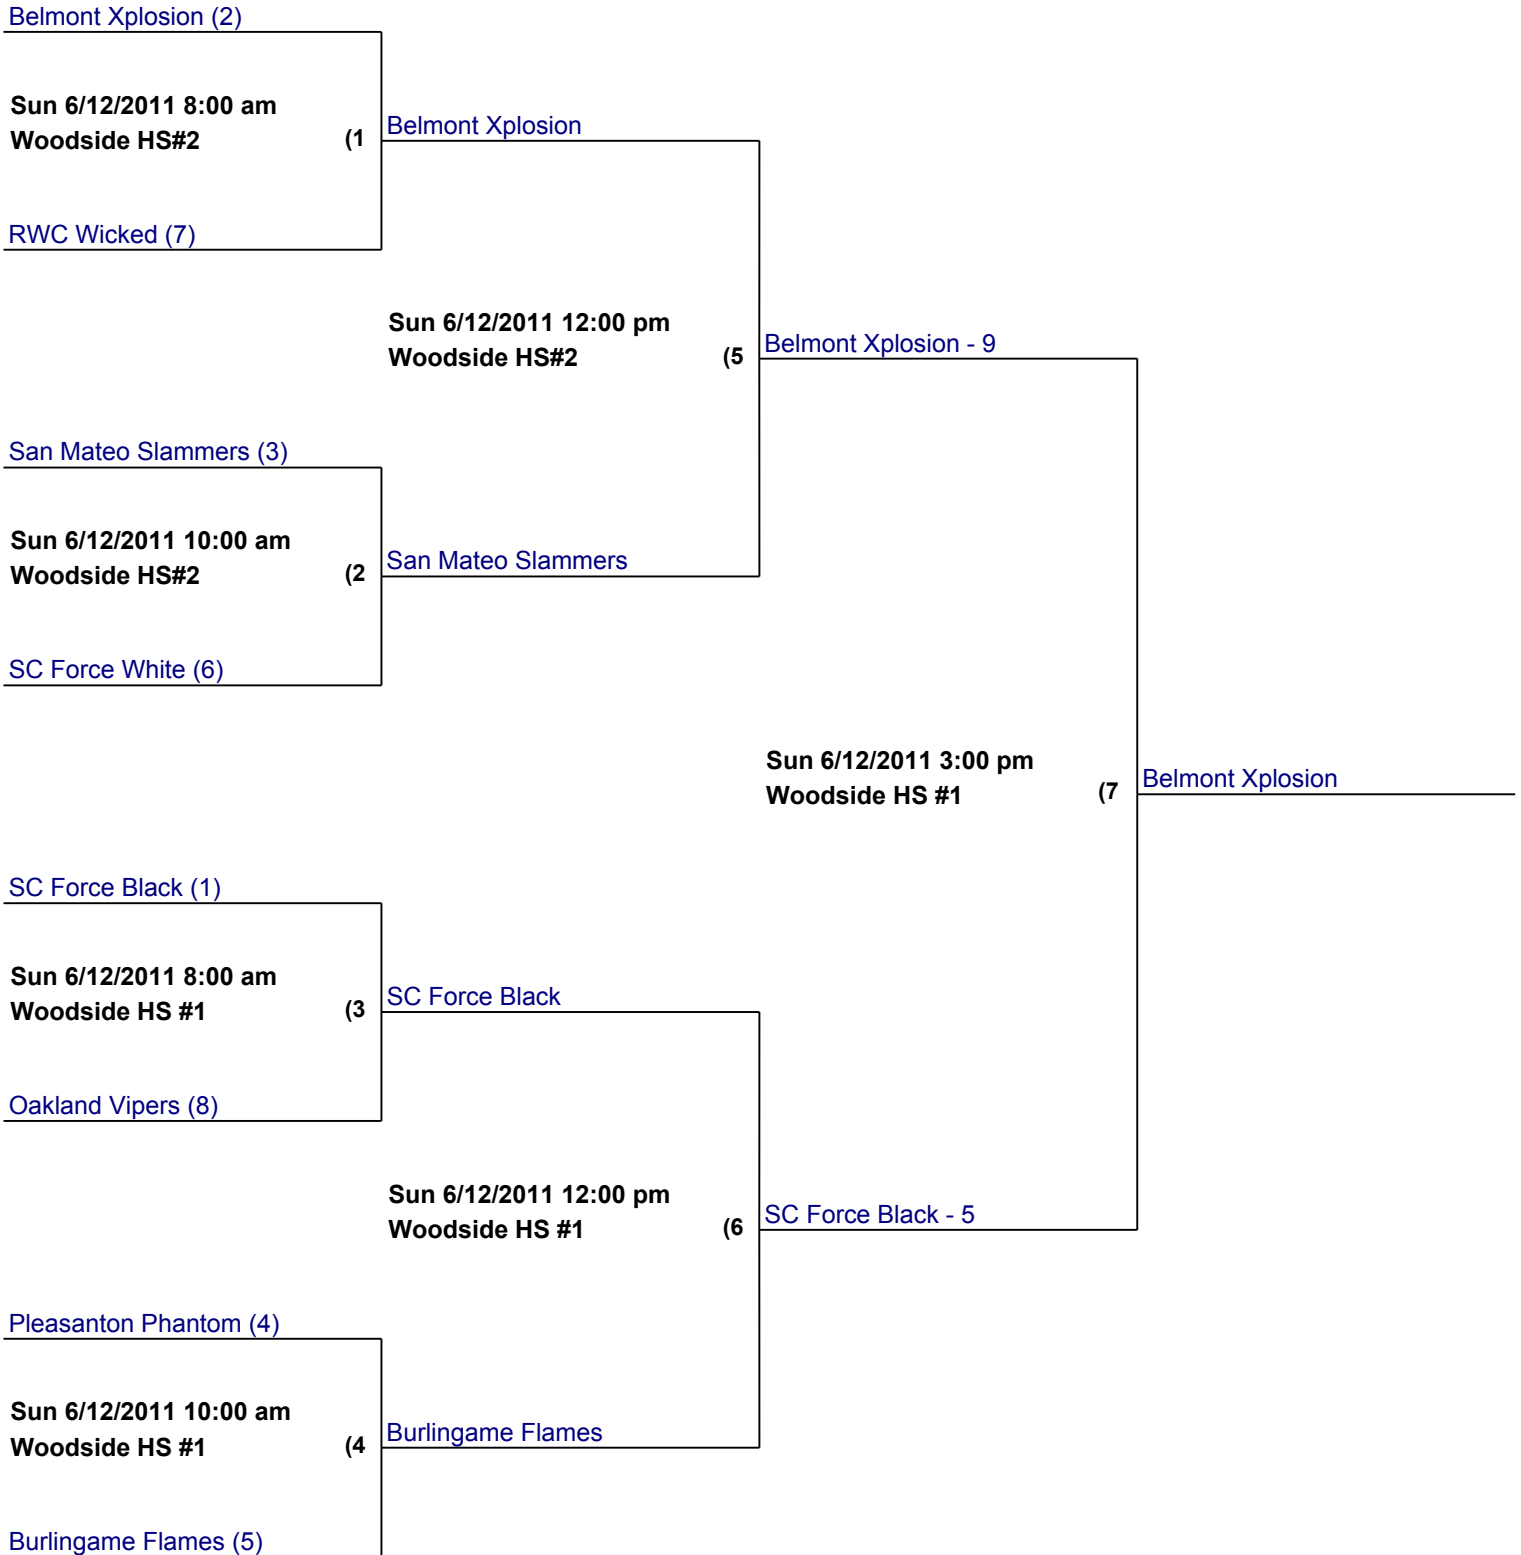 Belmont Xplosion (2)
Sun 6/12/2011 8:00 am
Woodside HS#2 (1
Belmont Xplosion
RWC Wicked (7)
Sun 6/12/2011 12:00 pm
Woodside HS#2 (5
Belmont Xplosion - 9
San Mateo Slammers (3)
Sun 6/12/2011 10:00 am
Woodside HS#2 (2
San Mateo Slammers
SC Force White (6)
Sun 6/12/2011 3:00 pm
Woodside HS #1 (7
Belmont Xplosion
SC Force Black (1)
Sun 6/12/2011 8:00 am
Woodside HS #1 (3
SC Force Black
Oakland Vipers (8)
Sun 6/12/2011 12:00 pm
Woodside HS #1 (6
SC Force Black - 5
Pleasanton Phantom (4)
Sun 6/12/2011 10:00 am
Woodside HS #1 (4
Burlingame Flames
Burlingame Flames (5)